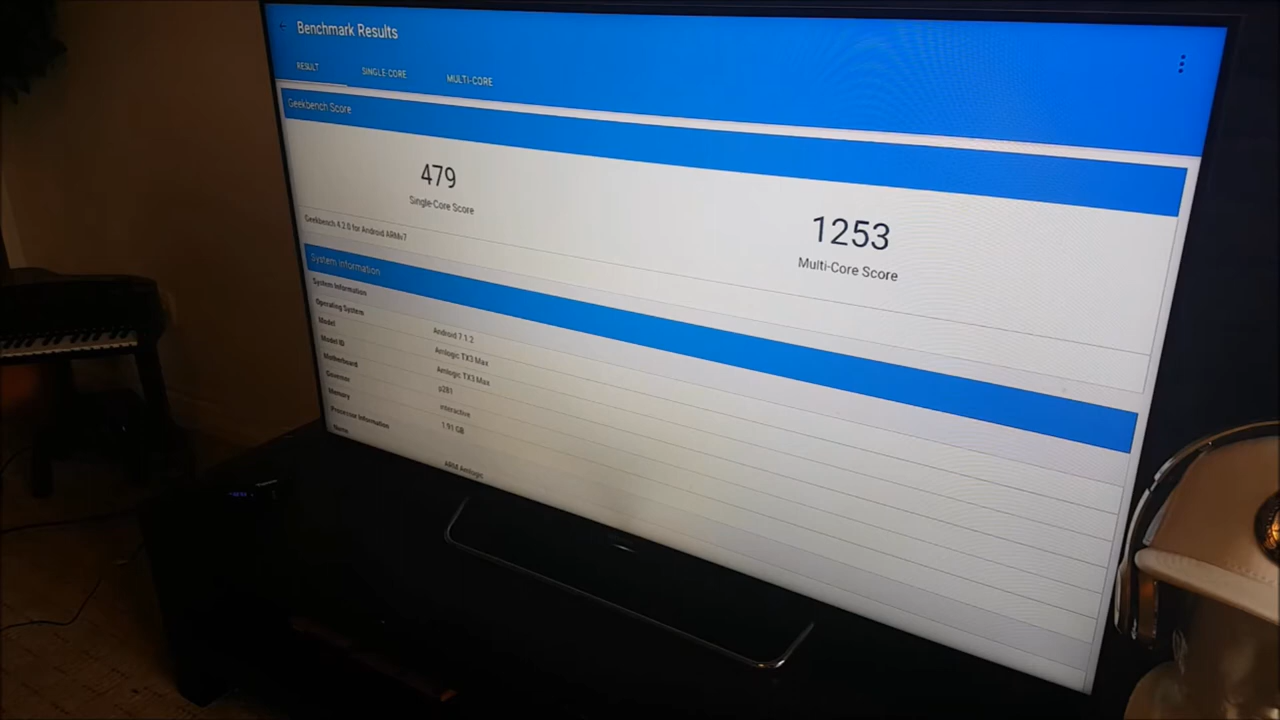 Benchmark Results
RESULT SINGLE-CORE MULTI-CORE
Geekbench Score
479
Single-Core Score
1253
Multi-Core Score
Geekbench 4.2.0 for Android ARMv7
System Information
System Information
Operating System Android 7.1.2
Model Amlogic TX3 Max
Model ID Amlogic TX3 Max
Motherboard p281
Governor interactive
Memory 1.91 GB
Processor Information
Name ARM Amlogic